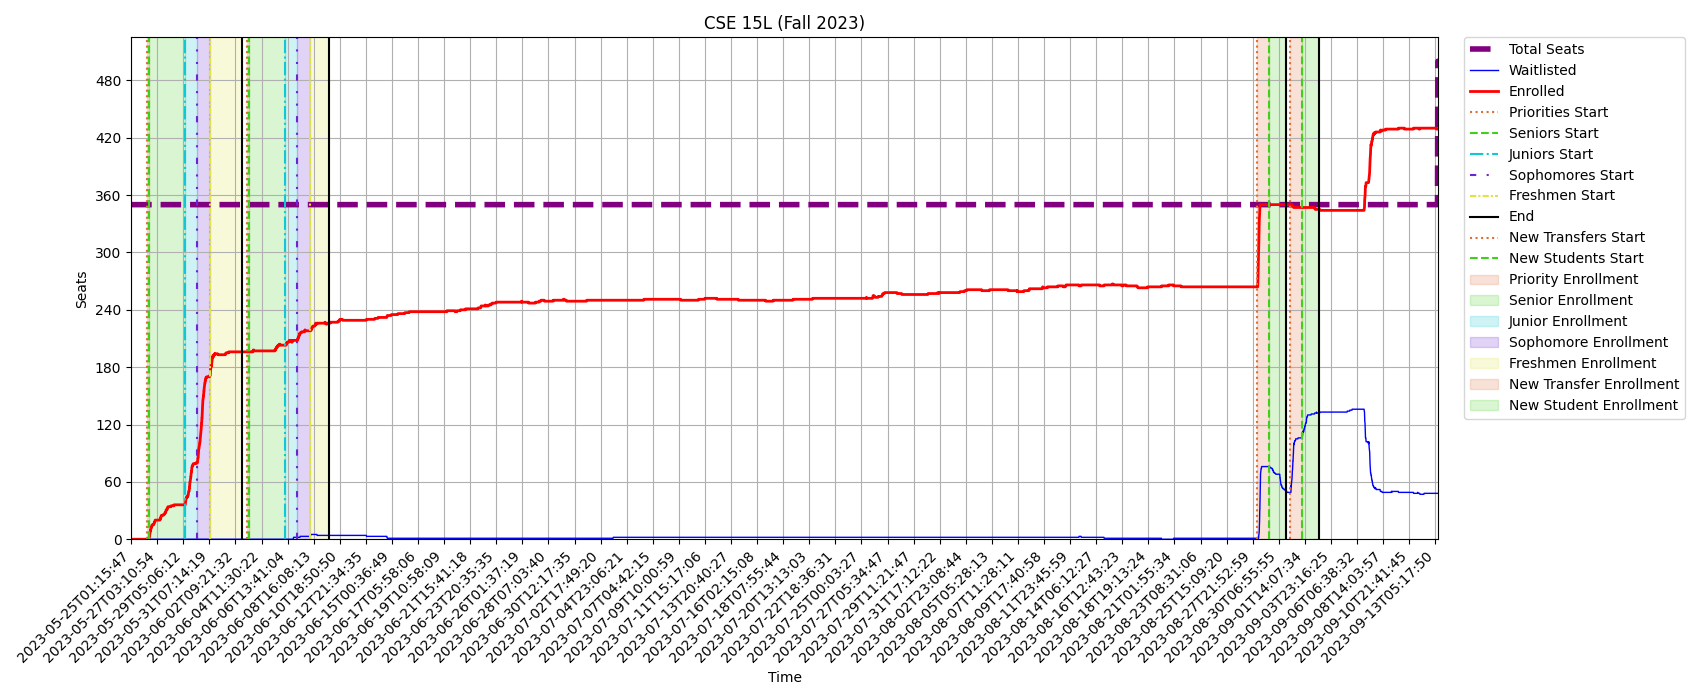 CSE 15L (Fall 2023)
Seats
480
420
360
300
240
180
120
60
0
2023-05-25T01:15:47
2023-05-27T03:10:54
2023-05-29T05:06:12
2023-05-31T07:14:19
2023-06-02T09:21:32
2023-06-04T11:30:22
2023-06-06T13:41:04
2023-06-08T16:08:13
2023-06-10T18:50:50
2023-06-12T21:34:35
2023-06-15T00:36:49
2023-06-17T05:58:06
2023-06-19T10:58:09
2023-06-21T15:41:18
2023-06-23T20:35:35
2023-06-26T01:37:19
2023-06-28T07:03:40
2023-06-30T12:17:35
2023-07-02T17:49:20
2023-07-04T23:06:21
2023-07-07T04:42:15
2023-07-09T10:00:59
2023-07-11T15:17:06
2023-07-13T20:40:27
2023-07-16T02:15:08
2023-07-18T07:55:44
2023-07-20T13:13:03
2023-07-22T18:36:31
2023-07-25T00:03:27
2023-07-27T05:34:47
2023-07-29T11:21:47
2023-07-31T17:12:22
2023-08-02T23:08:44
2023-08-05T05:28:13
2023-08-07T11:28:11
2023-08-09T17:40:58
2023-08-11T23:45:59
2023-08-14T06:12:27
2023-08-16T12:43:23
2023-08-18T19:13:24
2023-08-21T01:55:34
2023-08-23T08:31:06
2023-08-25T15:09:20
2023-08-27T21:52:59
2023-08-30T06:55:55
2023-09-01T14:07:34
2023-09-03T23:16:25
2023-09-06T06:38:32
2023-09-08T14:03:57
2023-09-10T21:41:45
2023-09-13T05:17:50
Time
Total Seats
Waitlisted
Enrolled
Priorities Start
Seniors Start
Juniors Start
Sophomores Start
Freshmen Start
End
New Transfers Start
New Students Start
Priority Enrollment
Senior Enrollment
Junior Enrollment
Sophomore Enrollment
Freshmen Enrollment
New Transfer Enrollment
New Student Enrollment